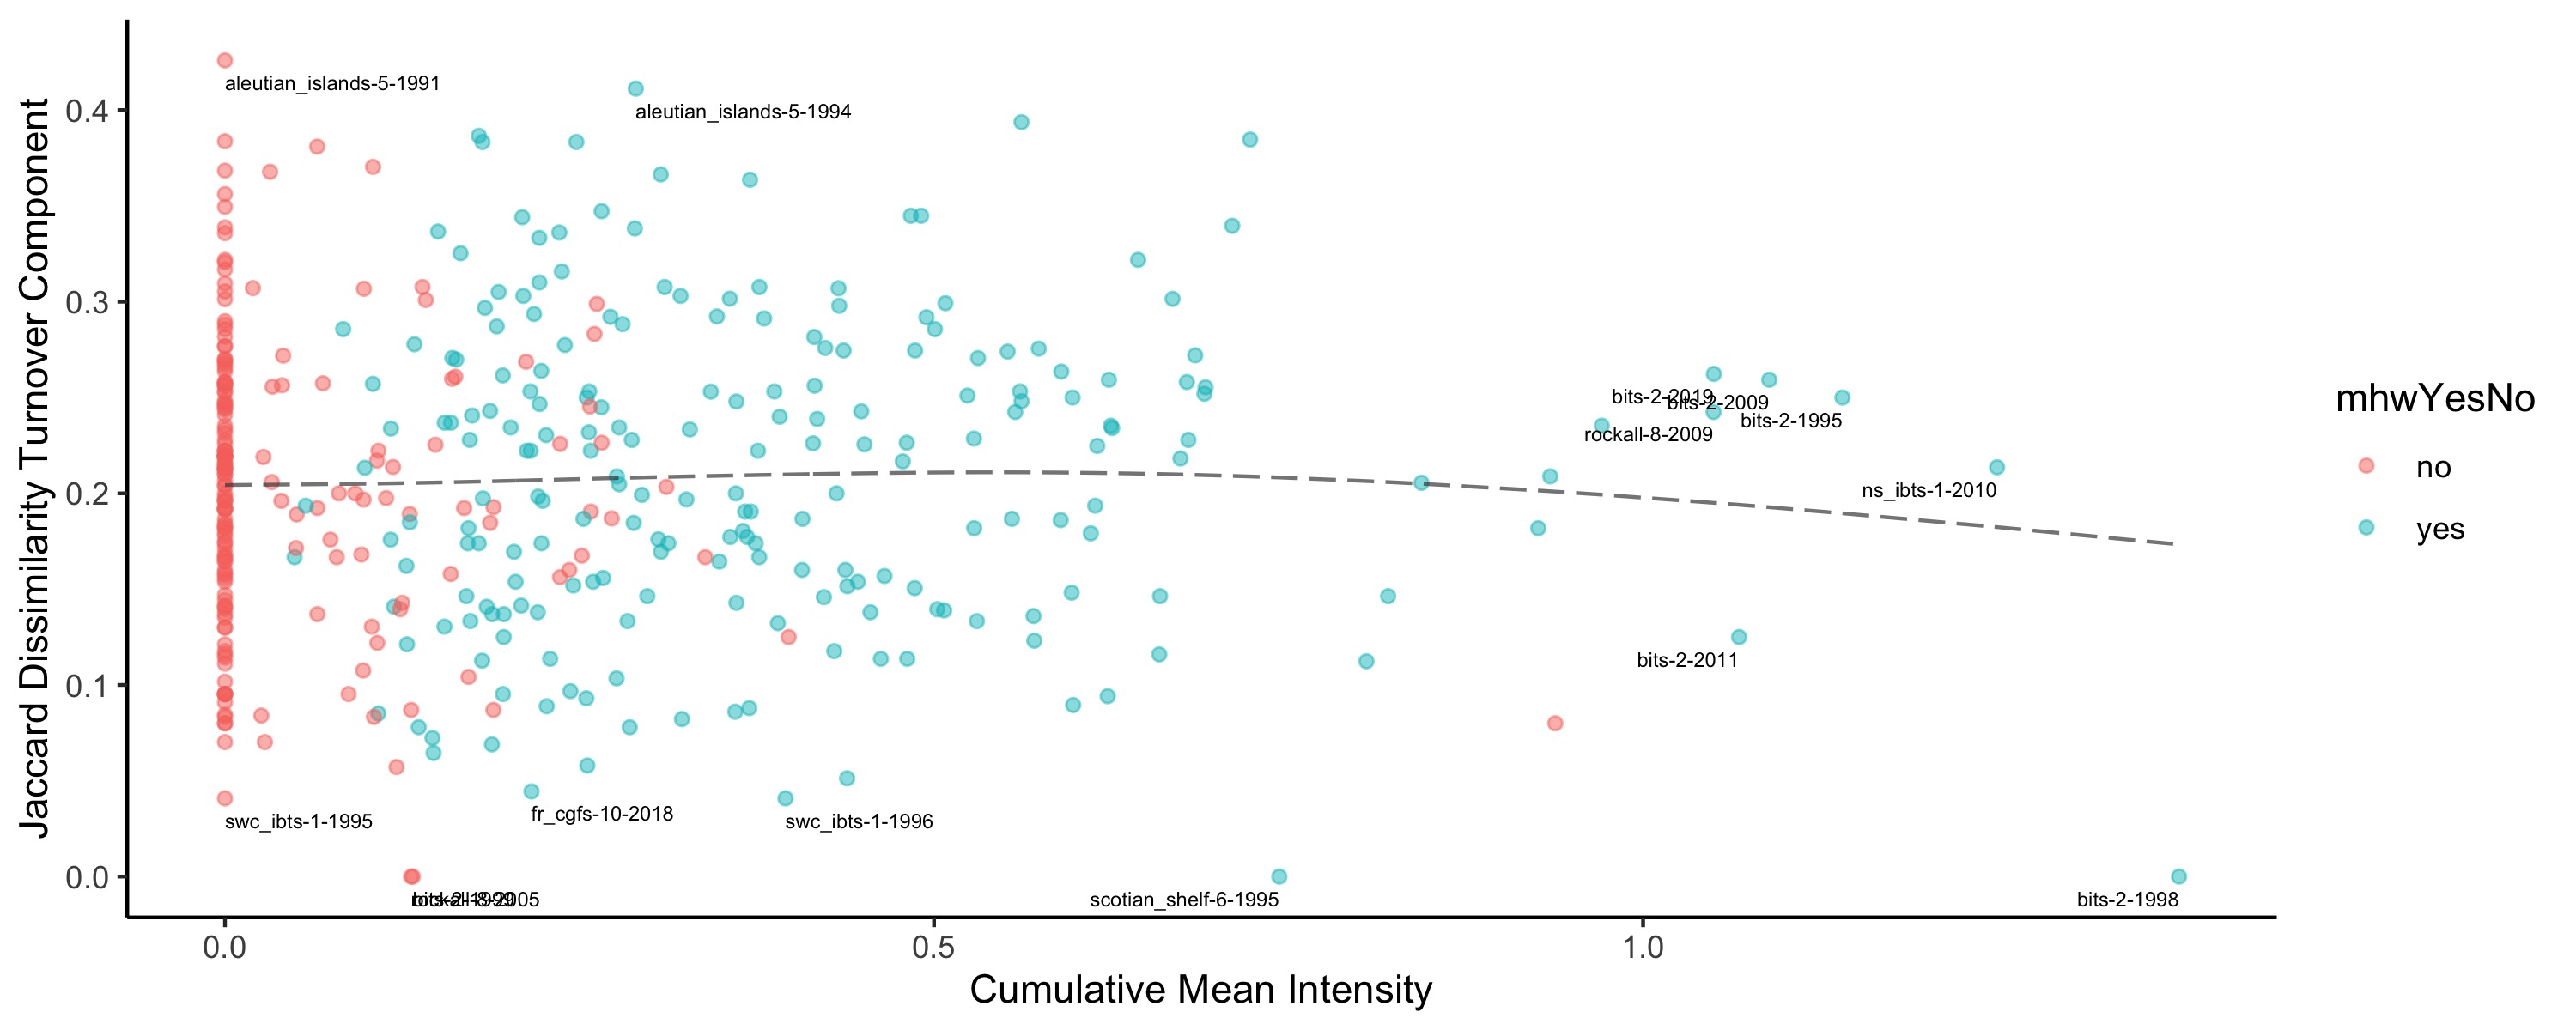 Jaccard Dissimilarity Turnover Component
0.4
0.3
0.2
0.1
0.0
aleutian_islands-5-1991
aleutian_islands-5-1994
bits-2-2019
bits-2-2009
bits-2-1995
rockall-8-2009
ns_ibts-1-2010
bits-2-2011
swc_ibts-1-1995
fr_cgfs-10-2018
swc_ibts-1-1996
scotian_shelf-6-1995
bits-2-1998
0.0
0.5
1.0
Cumulative Mean Intensity
mhwYesNo
no
yes